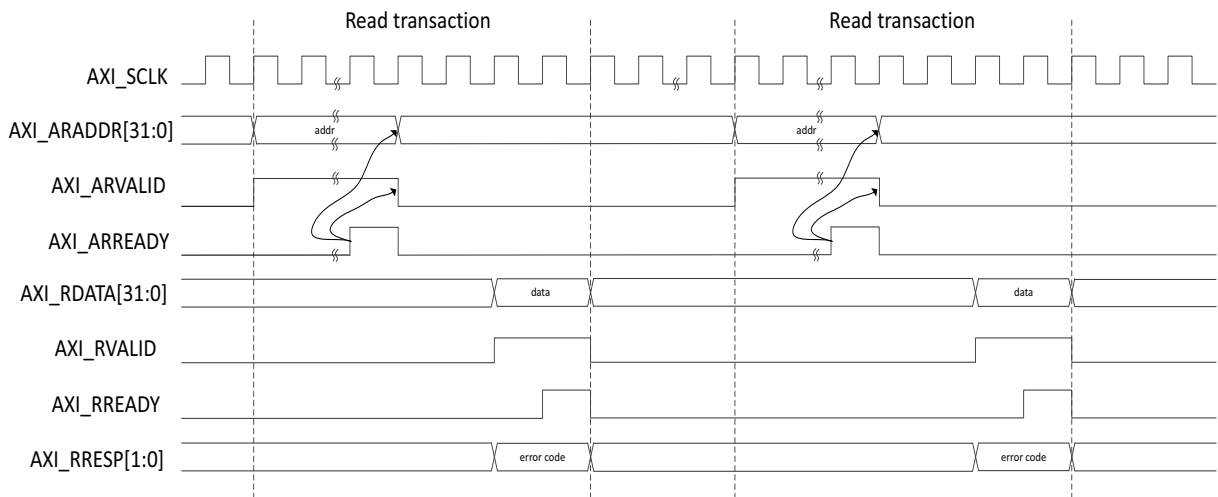 Read transaction Read transaction
AXI_SCLK
AXI_ARADDR[31:0] addr addr
AXI_ARVALID
AXI_ARREADY
AXI_RDATA[31:0] data data
AXI_RVALID
AXI_RREADY
AXI_RRESP[1:0] error code error code